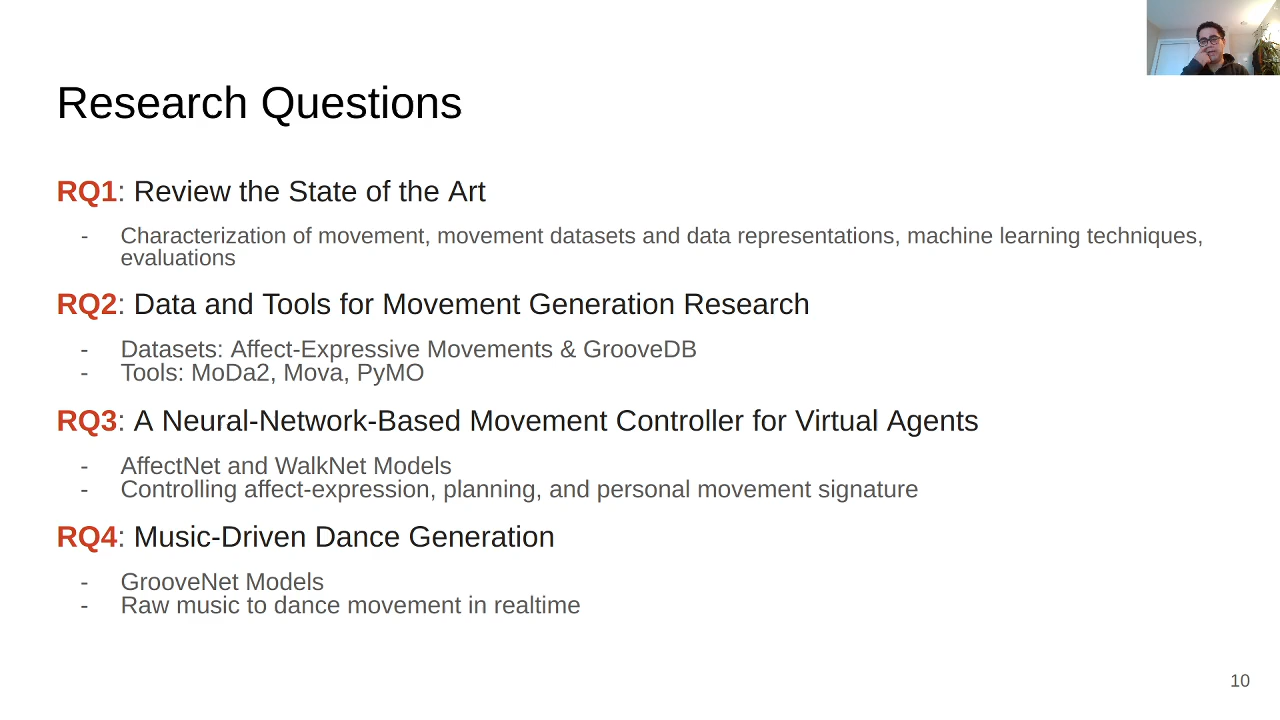 Research Questions
RQ1: Review the State of the Art
- Characterization of movement, movement datasets and data representations, machine learning techniques,
evaluations
RQ2: Data and Tools for Movement Generation Research
- Datasets: Affect-Expressive Movements & GrooveDB
- Tools: MoDa2, Mova, PyMO
RQ3: A Neural-Network-Based Movement Controller for Virtual Agents
- AffectNet and WalkNet Models
- Controlling affect-expression, planning, and personal movement signature
RQ4: Music-Driven Dance Generation
- GrooveNet Models
- Raw music to dance movement in realtime
10